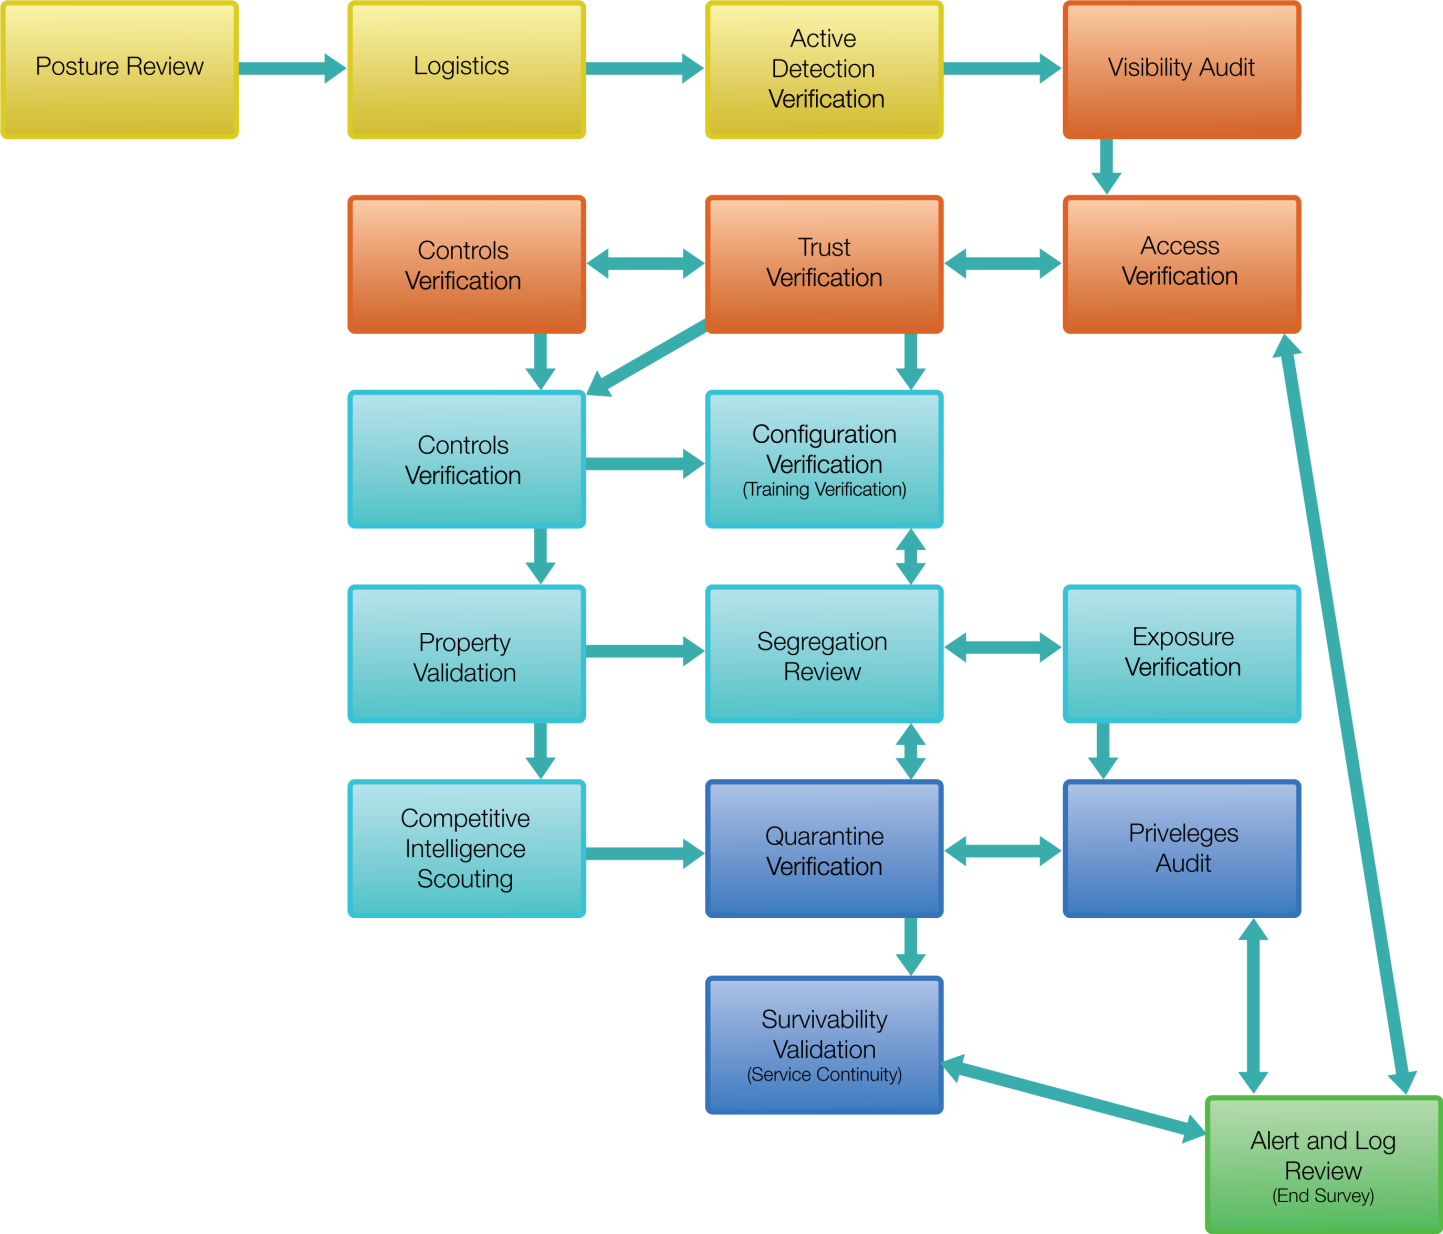 Posture Review
Logistics
Active
Detection
Verification
Visibility Audit
Controls
Verification
Trust
Verification
Access
Verification
Controls
Verification
Configuration
Verification
(Training Verification)
Property
Validation
Segregation
Review
Exposure
Verification
Competitive
Intelligence
Scouting
Quarantine
Verification
Priveleges
Audit
Survivability
Validation
(Service Continuity)
Alert and Log
Review
(End Survey)